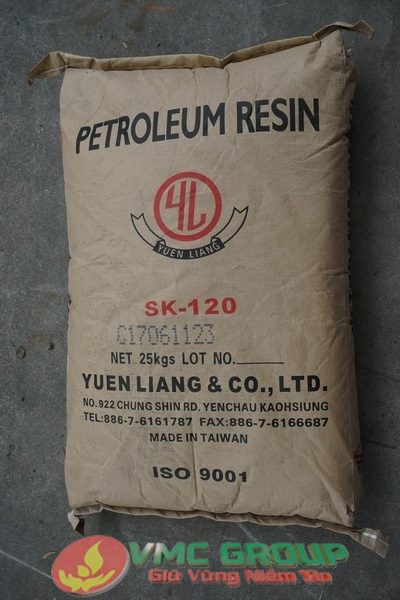 PETROLEUM RESIN
YL
YUEN LIANG
SK-120
C17061123
NET 25kgs LOT NO.
YUEN LIANG & CO., LTD.
NO.922 CHUNG SHIN RD. YENCHAU KAOHSIUNG
TEL:886-7-6161787 FAX:886-7-6166687
MADE IN TAIWAN
ISO 9001
VMC GROUP
Giữ Vững Niềm Tin